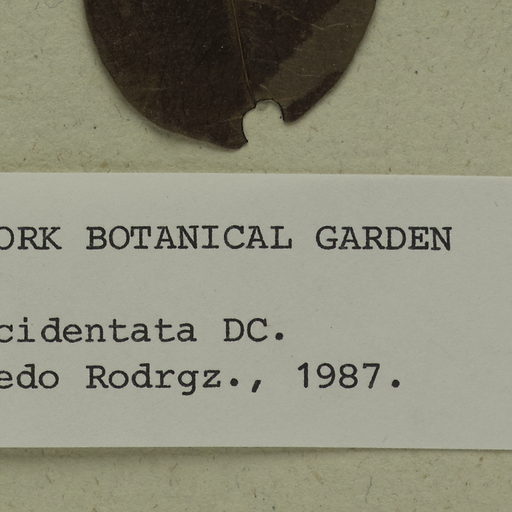 ORK BOTANICAL GARDEN
cidentata DC.
edo Rodrgz., 1987.